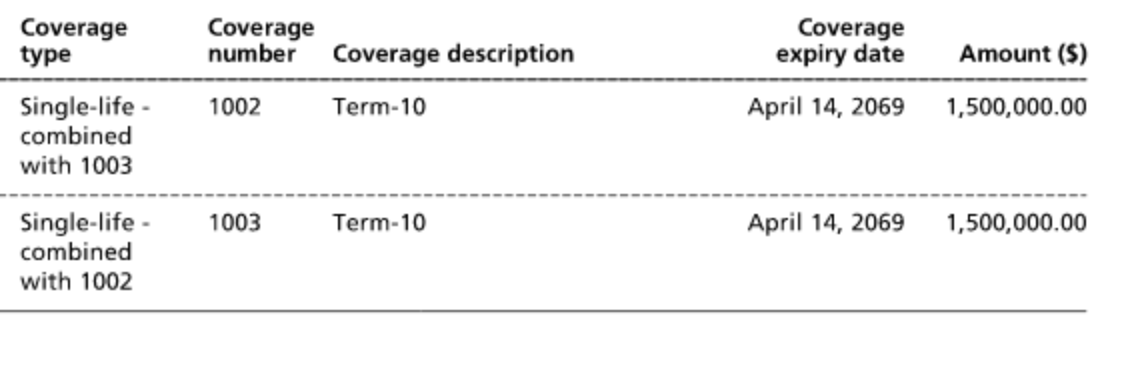 Coverage type Coverage number Coverage description Coverage expiry date Amount ($)
Single-life - 1002 Term-10 April 14, 2069 1,500,000.00
combined
with 1003
Single-life - 1003 Term-10 April 14, 2069 1,500,000.00
combined
with 1002